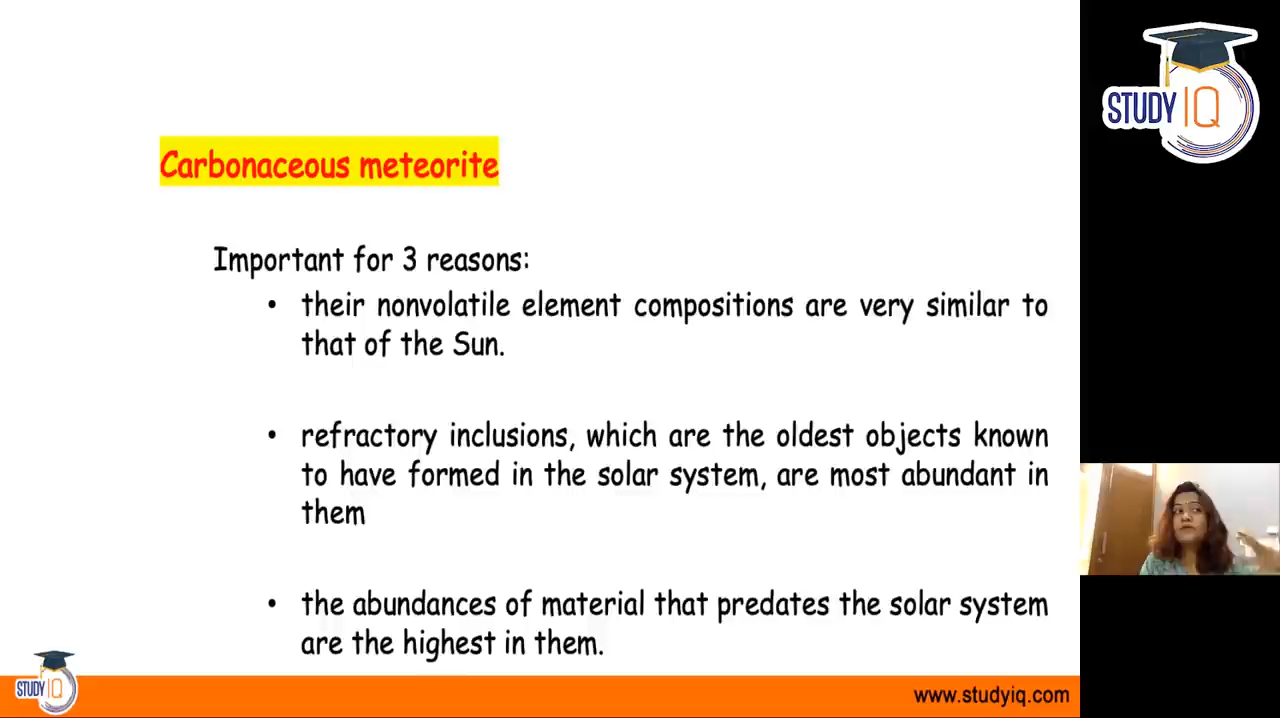 STUDY IQ
Carbonaceous meteorite
Important for 3 reasons:
• their nonvolatile element compositions are very similar to
that of the Sun.
• refractory inclusions, which are the oldest objects known
to have formed in the solar system, are most abundant in
them
• the abundances of material that predates the solar system
are the highest in them.
STUDY IQ
www.studyiq.com